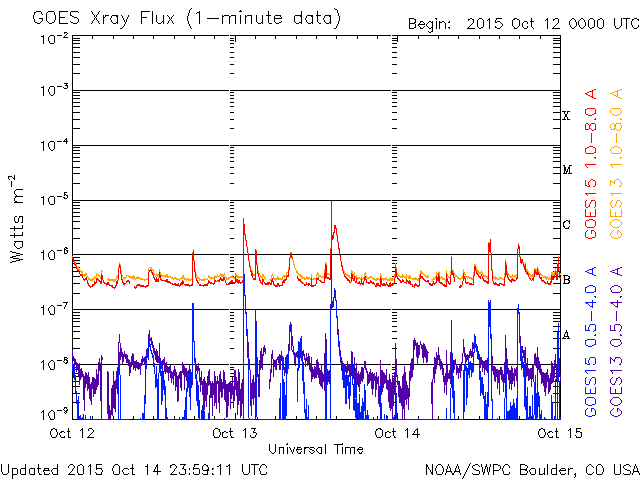 GOES Xray Flux (1-minute data)
Begin: 2015 Oct 12 0000 UTC
10-2
10-3
10-4
10-5
10-6
10-7
10-8
10-9
Watts m-2
X
M
C
B
A
GOES15 1.0-8.0 A
GOES13 1.0-8.0 A
GOES15 0.5-4.0 A
GOES13 0.5-4.0 A
Oct 12
Oct 13
Oct 14
Oct 15
Universal Time
Updated 2015 Oct 14 23:59:11 UTC
NOAA/SWPC Boulder, CO USA